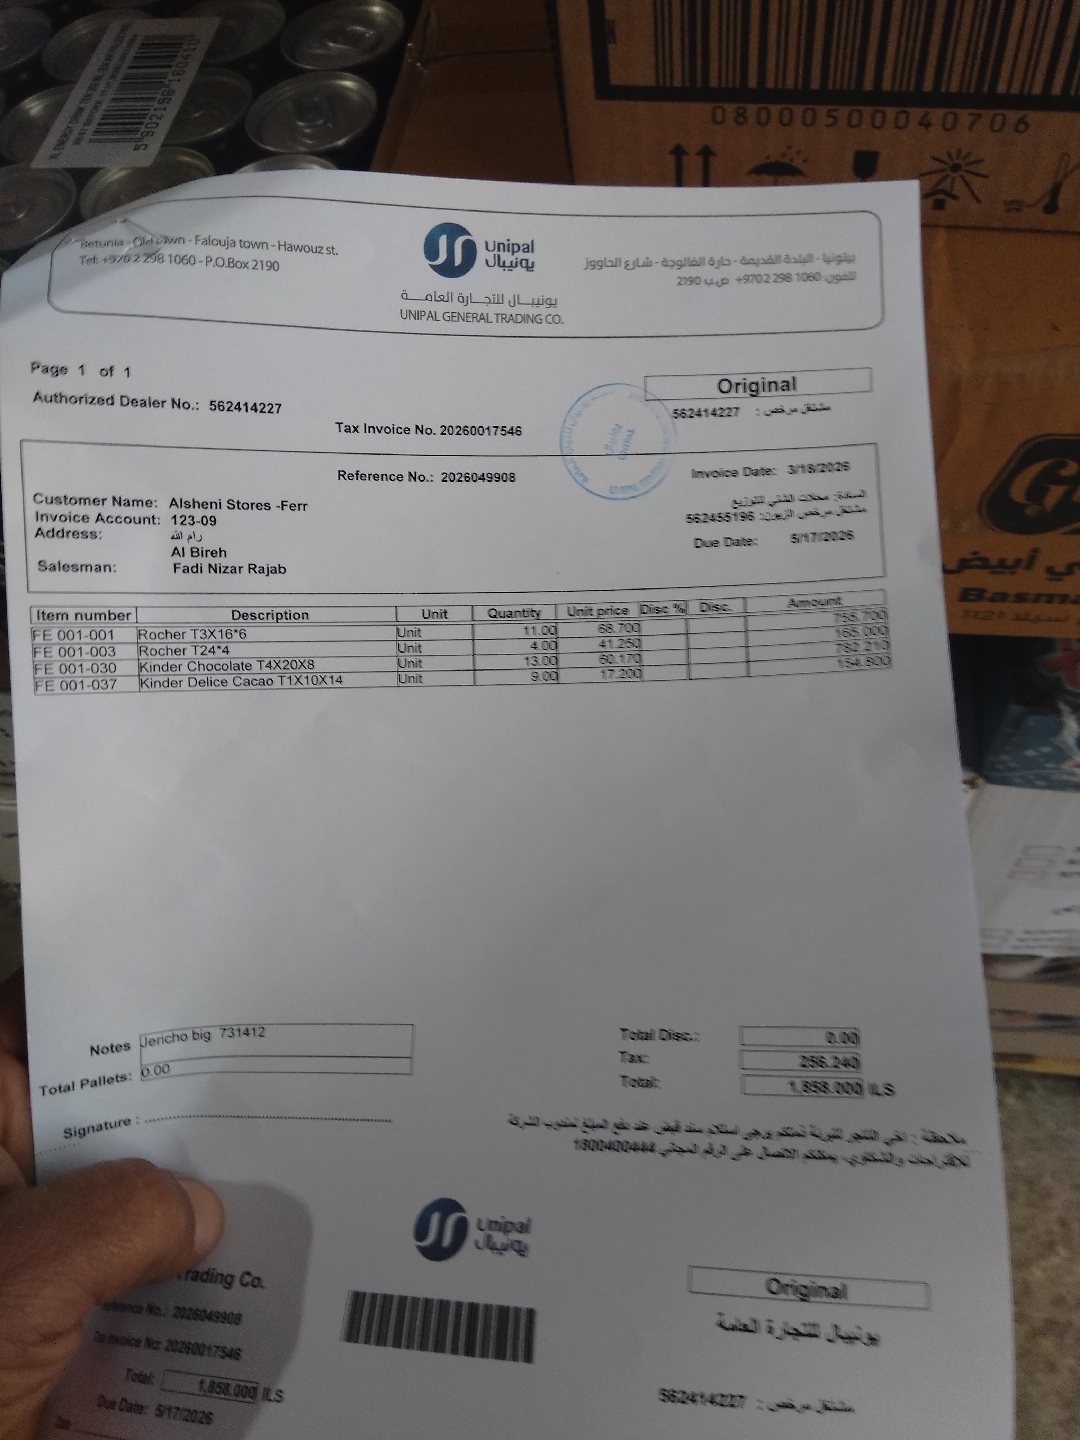 5902198160410
08000500040706
Betunia - Old town - Falouja town - Hawouz st.
Tel: +970 2 298 1060 - P.O.Box 2190
Unipal
يونيبال
يونيبال للتجارة العامة
UNIPAL GENERAL TRADING CO.
بيتونيا - البلدة القديمة - حارة الفالوجة - شارع الحاووز
تلفون: 1060 298 2 970+ ص.ب 2190
Page 1 of 1
Original
Authorized Dealer No.: 562414227
مشتغل مرخص : 562414227
Tax Invoice No. 20260017546
Reference No.: 2026049908
Invoice Date: 3/18/2026
Customer Name: Alsheni Stores -Ferr
Invoice Account: 123-09
562455196
Address: رام الله
Al Bireh
Due Date: 5/17/2026
Salesman: Fadi Nizar Rajab
Item number Description Unit Quantity Unit price Disc % Disc. Amount
FE 001-001 Rocher T3X16*6 Unit 11.00 68.700 755.700
FE 001-003 Rocher T24*4 Unit 4.00 41.250 165.000
FE 001-030 Kinder Chocolate T4X20X8 Unit 13.00 60.170 782.210
FE 001-037 Kinder Delice Cacao T1X10X14 Unit 9.00 17.200 154.800
أبيض
Basma
Notes Jericho big 731412
Total Pallets: 0.00
Total Disc.: 0.00
Tax: 256.240
Total: 1,858.000 ILS
Signature :
1800400444
Unipal
يونيبال
Trading Co.
Reference No.: 2026049908
Tax Invoice No: 20260017546
Total: 1,858.000 ILS
Due Date: 5/17/2026
Original
يونيبال للتجارة العامة
مشتغل مرخص : 562414227